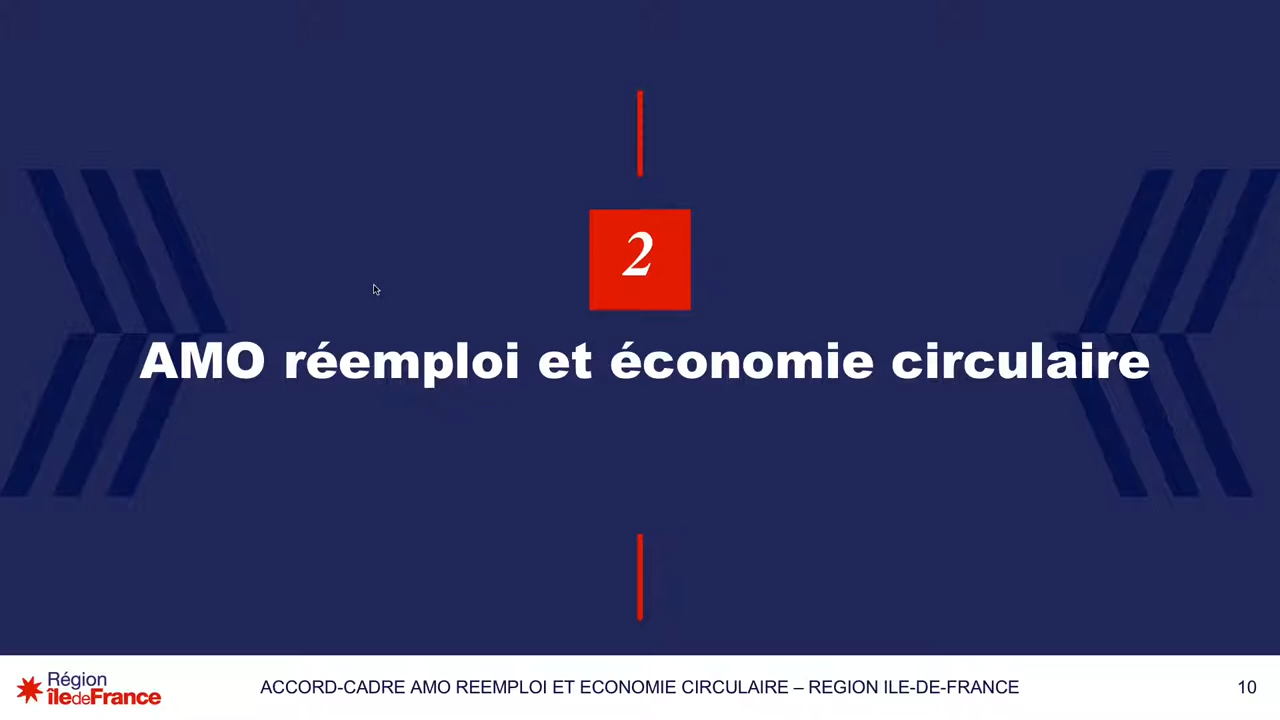 2
AMO réemploi et économie circulaire
Région
îledeFrance
ACCORD-CADRE AMO REEMPLOI ET ECONOMIE CIRCULAIRE – REGION ILE-DE-FRANCE
10